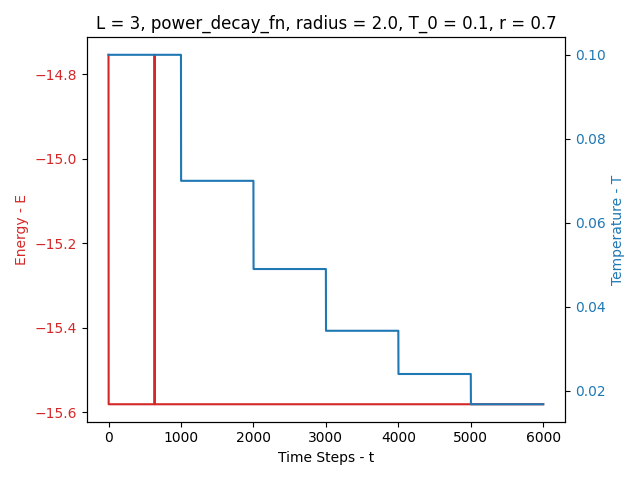 L = 3, power_decay_fn, radius = 2.0, T_0 = 0.1, r = 0.7
−14.8
−15.0
−15.2
−15.4
−15.6
Energy - E
0.10
0.08
0.06
0.04
0.02
Temperature - T
0 1000 2000 3000 4000 5000 6000
Time Steps - t